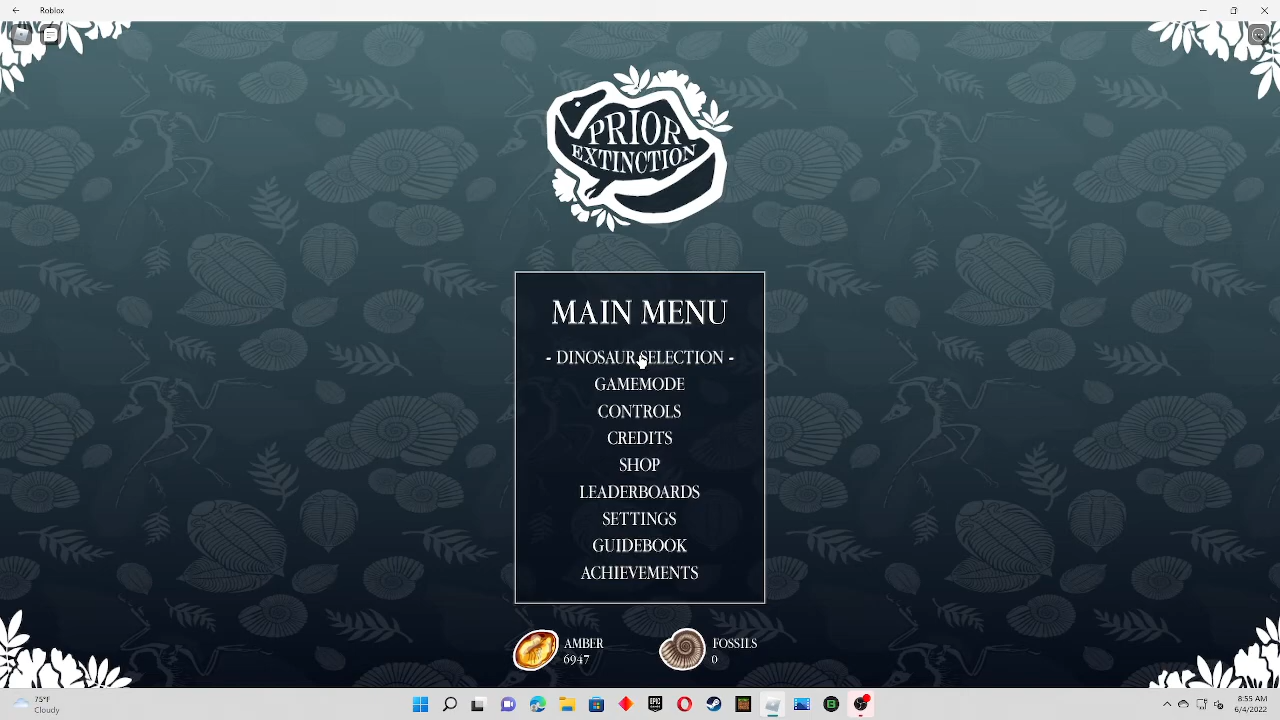 Roblox
PRIOR
EXTINCTION
MAIN MENU
- DINOSAUR SELECTION -
GAMEMODE
CONTROLS
CREDITS
SHOP
LEADERBOARDS
SETTINGS
GUIDEBOOK
ACHIEVEMENTS
AMBER
6947
FOSSILS
0
75°F
Cloudy
EPIC
8:55 AM
6/4/2022